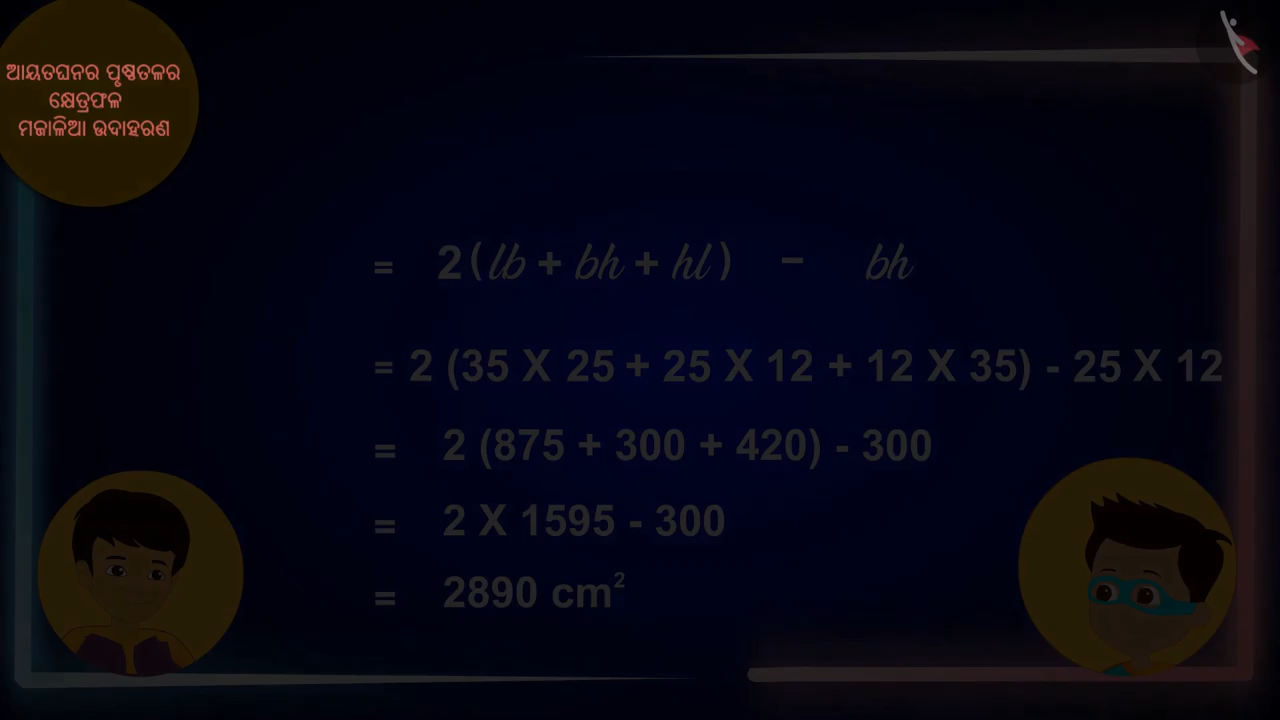 ଆୟତଘନର ପୃଷ୍ଠତଳର
କ୍ଷେତ୍ରଫଳ
ମଜାଳିଆ ଉଦାହରଣ
= 2(lb + bh + hl) − bh
= 2 (35 X 25 + 25 X 12 + 12 X 35) - 25 X 12
= 2 (875 + 300 + 420) - 300
= 2 X 1595 - 300
= 2890 cm²